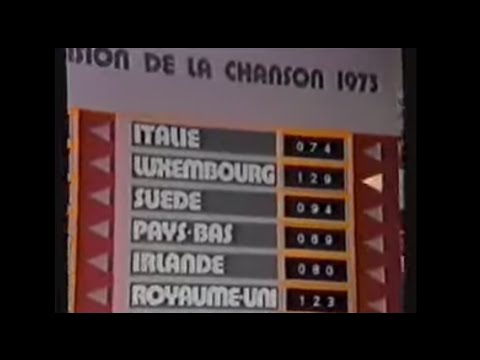 ISION DE LA CHANSON 1973
ITALIE 074
LUXEMBOURG 129
SUEDE 094
PAYS-BAS 069
IRLANDE 080
ROYAUME-UNI 123